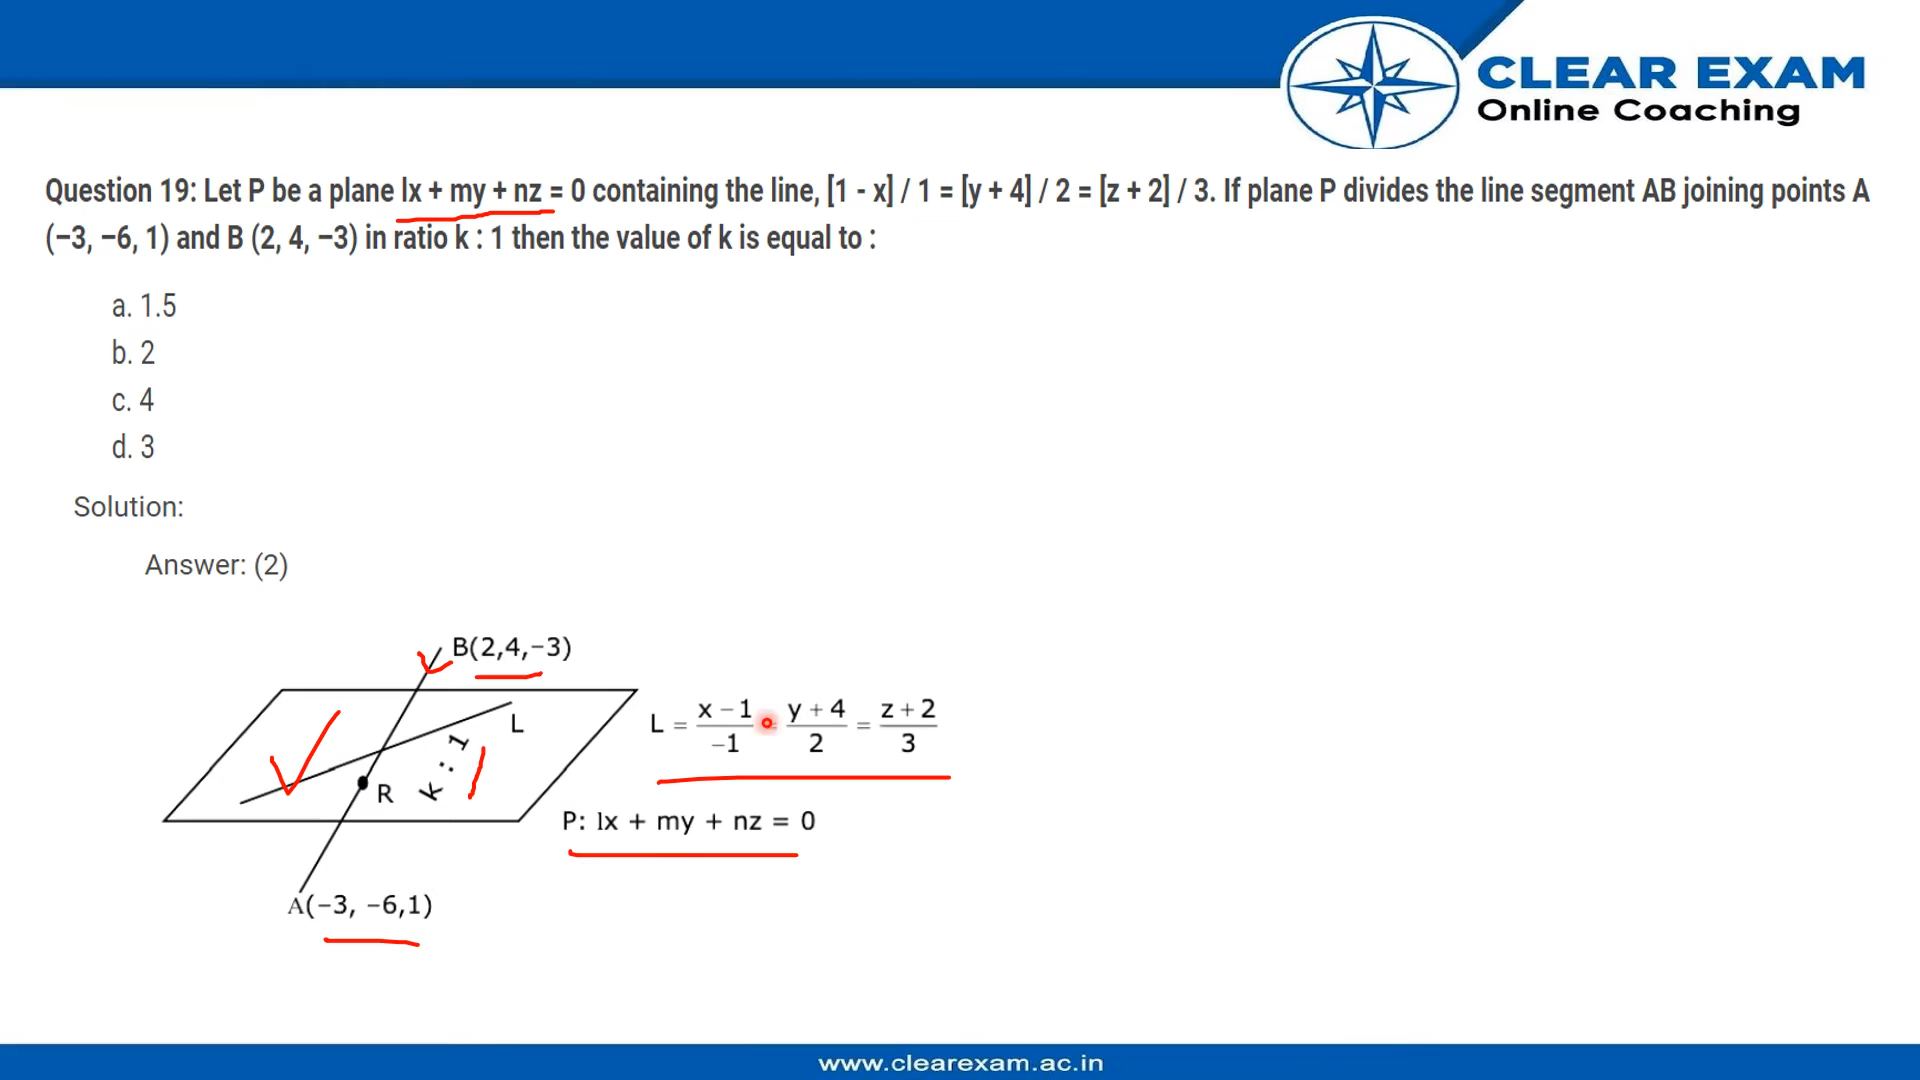 CLEAR EXAM
Online Coaching
Question 19: Let P be a plane lx + my + nz = 0 containing the line, [1 - x] / 1 = [y + 4] / 2 = [z + 2] / 3. If plane P divides the line segment AB joining points A
(−3, −6, 1) and B (2, 4, −3) in ratio k : 1 then the value of k is equal to :
a. 1.5
b. 2
c. 4
d. 3
Solution:
Answer: (2)
B(2,4,−3)
L
L = x − 1 / −1 = y + 4 / 2 = z + 2 / 3
k : 1
R
P: lx + my + nz = 0
A(−3, −6,1)
www.clearexam.ac.in